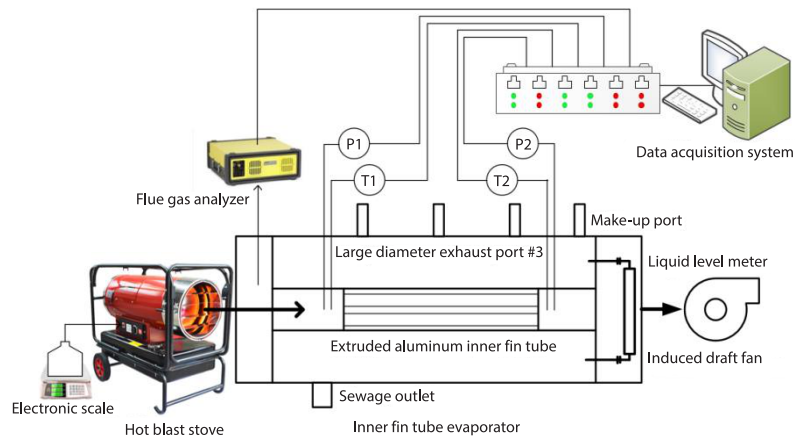 P1
P2
Data acquisition system
T1
T2
Flue gas analyzer
Make-up port
Large diameter exhaust port #3
Liquid level meter
Extruded aluminum inner fin tube
Induced draft fan
Sewage outlet
Electronic scale
Hot blast stove
Inner fin tube evaporator